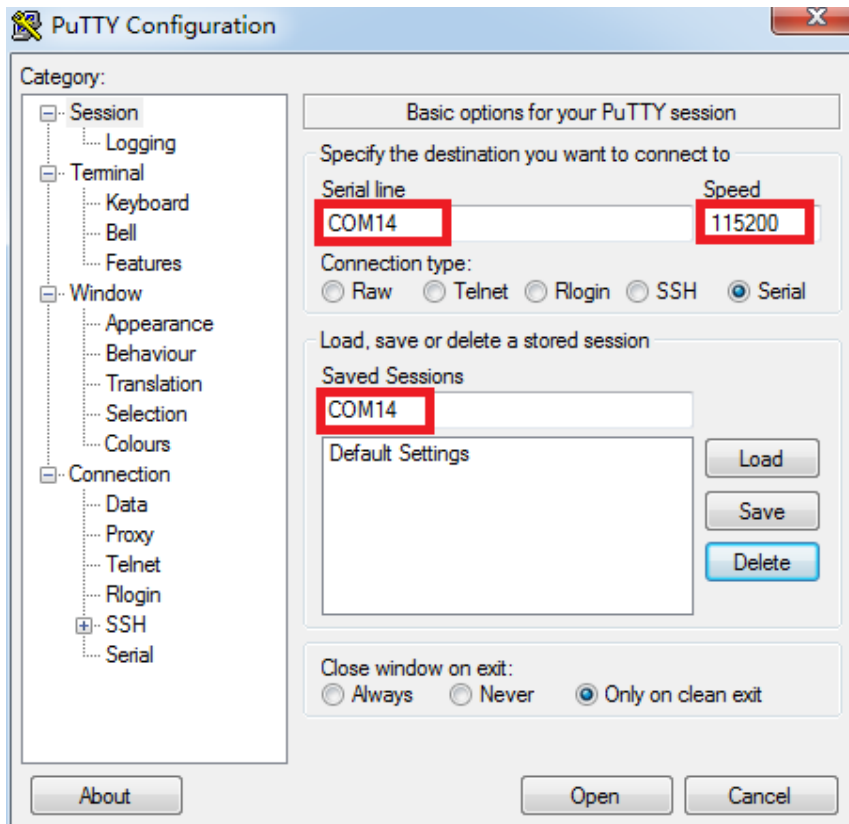 PuTTY Configuration
X
Category:
Session
Logging
Terminal
Keyboard
Bell
Features
Window
Appearance
Behaviour
Translation
Selection
Colours
Connection
Data
Proxy
Telnet
Rlogin
SSH
Serial
Basic options for your PuTTY session
Specify the destination you want to connect to
Serial line Speed
COM14 115200
Connection type:
Raw Telnet Rlogin SSH Serial
Load, save or delete a stored session
Saved Sessions
COM14
Default Settings
Load
Save
Delete
Close window on exit:
Always Never Only on clean exit
About Open Cancel